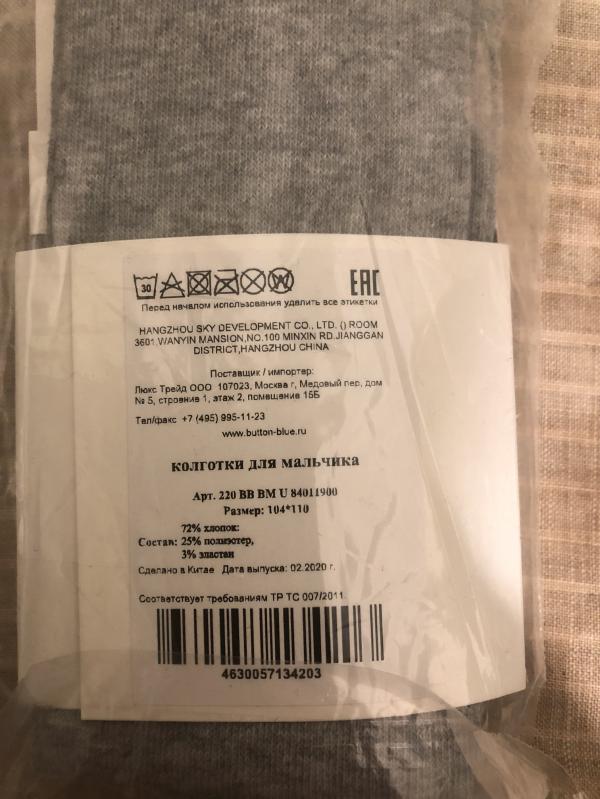 30 EAC
Перед началом использования удалить все этикетки
HANGZHOU SKY DEVELOPMENT CO., LTD. () ROOM
3601.WANYIN MANSION,NO.100 MINXIN RD.JIANGGAN
DISTRICT,HANGZHOU CHINA
Поставщик / импортер:
Люкс Трейд ООО 107023, Москва г, Медовый пер, дом
№ 5, строение 1, этаж 2, помещение 15Б
Тел/факс +7 (495) 995-11-23
www.button-blue.ru
колготки для мальчика
Арт. 220 BB BM U 84011900
Размер: 104*110
72% хлопок:
Состав: 25% полиэстер,
3% эластан
Сделано в Китае Дата выпуска: 02.2020 г.
Соответствует требованиям ТР ТС 007/2011
4630057134203